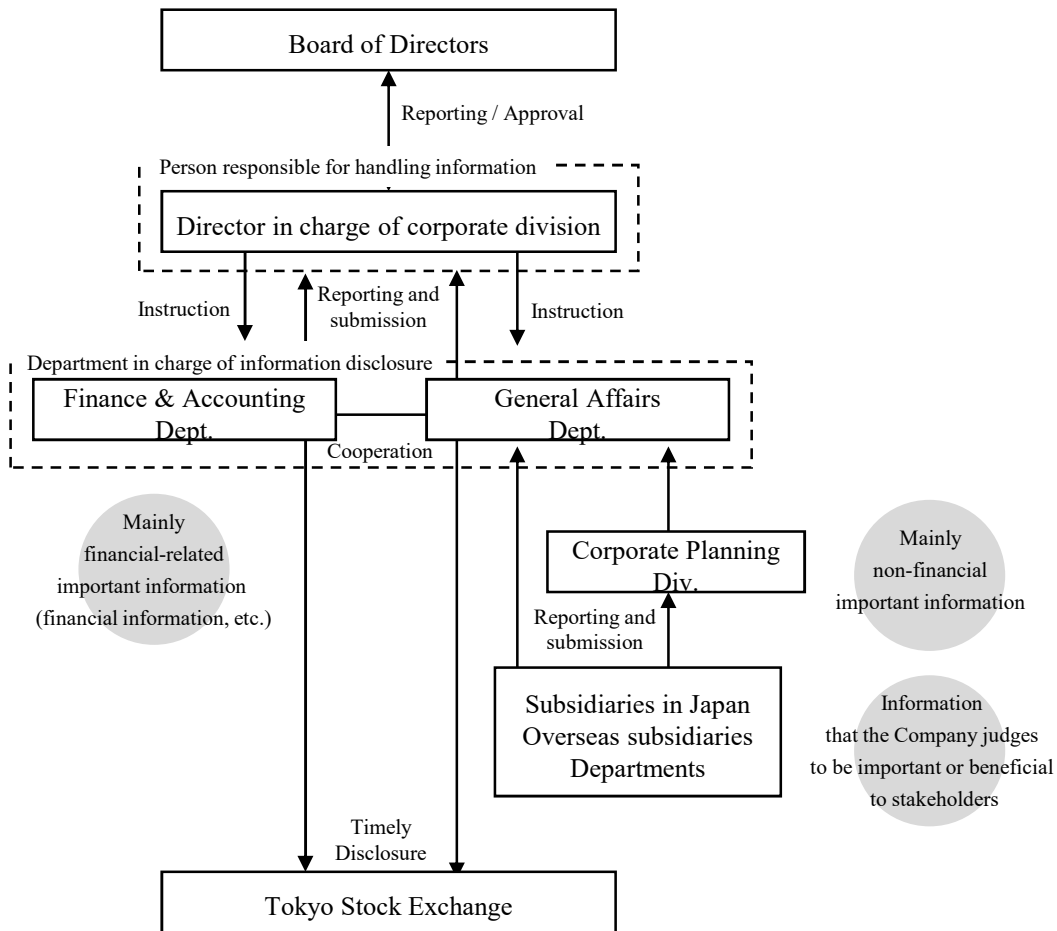 Board of Directors
Reporting / Approval
Person responsible for handling information
Director in charge of corporate division
Instruction
Reporting and
submission
Instruction
Department in charge of information disclosure
Finance & Accounting
Dept.
General Affairs
Dept.
Cooperation
Mainly
financial-related
important information
(financial information, etc.)
Corporate Planning
Div.
Mainly
non-financial
important information
Reporting and
submission
Subsidiaries in Japan
Overseas subsidiaries
Departments
Information
that the Company judges
to be important or beneficial
to stakeholders
Timely
Disclosure
Tokyo Stock Exchange